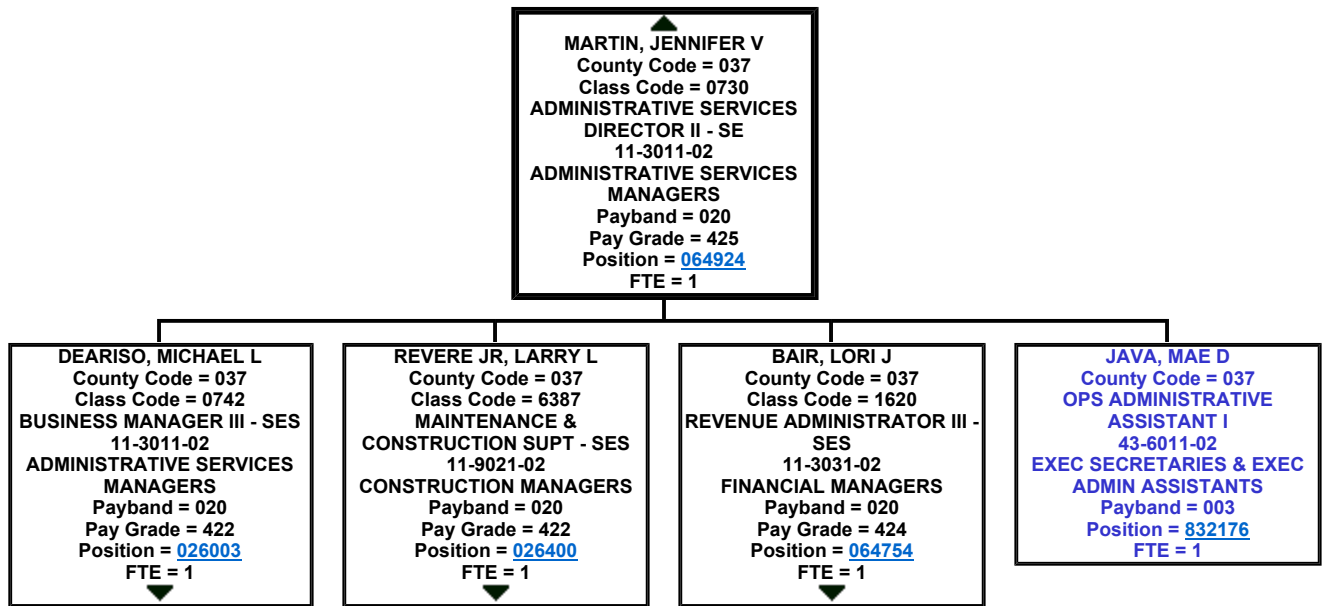 MARTIN, JENNIFER V
County Code = 037
Class Code = 0730
ADMINISTRATIVE SERVICES
DIRECTOR II - SE
11-3011-02
ADMINISTRATIVE SERVICES
MANAGERS
Payband = 020
Pay Grade = 425
Position = 064924
FTE = 1
DEARISO, MICHAEL L
County Code = 037
Class Code = 0742
BUSINESS MANAGER III - SES
11-3011-02
ADMINISTRATIVE SERVICES
MANAGERS
Payband = 020
Pay Grade = 422
Position = 026003
FTE = 1
REVERE JR, LARRY L
County Code = 037
Class Code = 6387
MAINTENANCE &
CONSTRUCTION SUPT - SES
11-9021-02
CONSTRUCTION MANAGERS
Payband = 020
Pay Grade = 422
Position = 026400
FTE = 1
BAIR, LORI J
County Code = 037
Class Code = 1620
REVENUE ADMINISTRATOR III -
SES
11-3031-02
FINANCIAL MANAGERS
Payband = 020
Pay Grade = 424
Position = 064754
FTE = 1
JAVA, MAE D
County Code = 037
OPS ADMINISTRATIVE
ASSISTANT I
43-6011-02
EXEC SECRETARIES & EXEC
ADMIN ASSISTANTS
Payband = 003
Position = 832176
FTE = 1